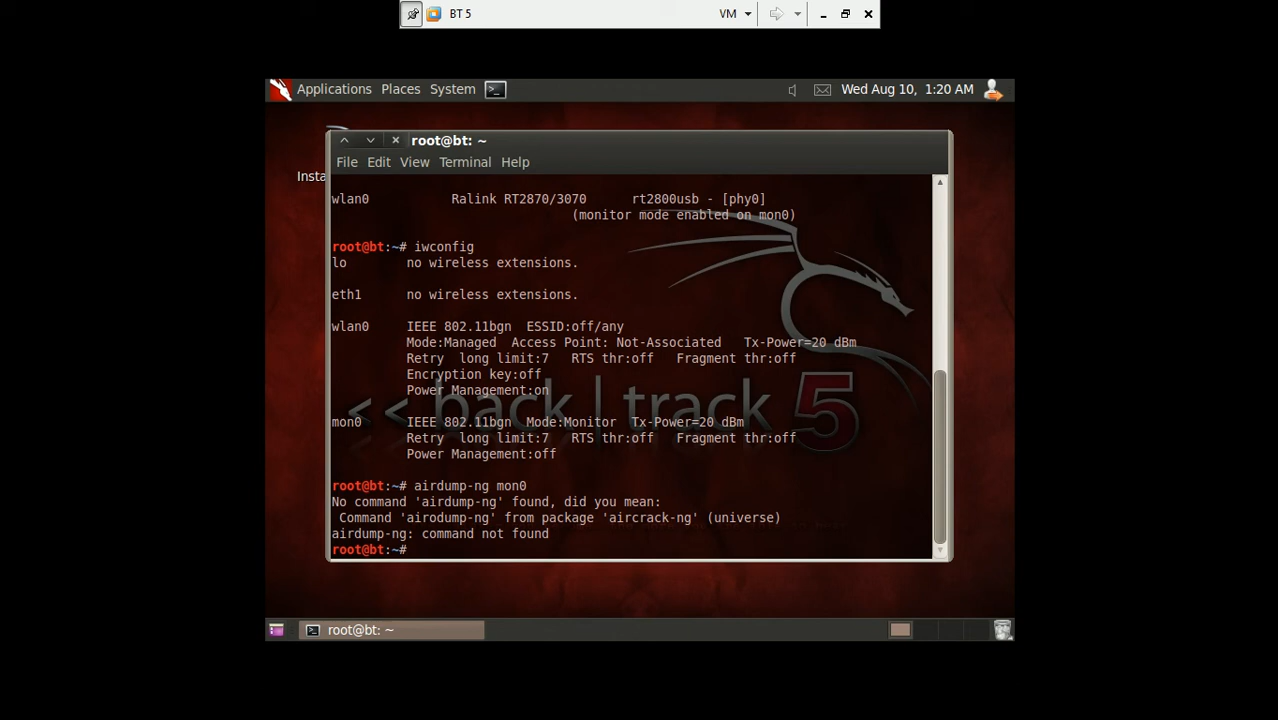 BT 5
VM
Applications Places System
Wed Aug 10, 1:20 AM
root@bt: ~
File Edit View Terminal Help
Insta
wlan0 Ralink RT2870/3070 rt2800usb - [phy0]
(monitor mode enabled on mon0)
root@bt:~# iwconfig
lo no wireless extensions.
eth1 no wireless extensions.
wlan0 IEEE 802.11bgn ESSID:off/any
Mode:Managed Access Point: Not-Associated Tx-Power=20 dBm
Retry long limit:7 RTS thr:off Fragment thr:off
Encryption key:off
Power Management:on
<< back | track 5
mon0 IEEE 802.11bgn Mode:Monitor Tx-Power=20 dBm
Retry long limit:7 RTS thr:off Fragment thr:off
Power Management:off
root@bt:~# airdump-ng mon0
No command 'airdump-ng' found, did you mean:
Command 'airodump-ng' from package 'aircrack-ng' (universe)
airdump-ng: command not found
root@bt:~#
root@bt: ~